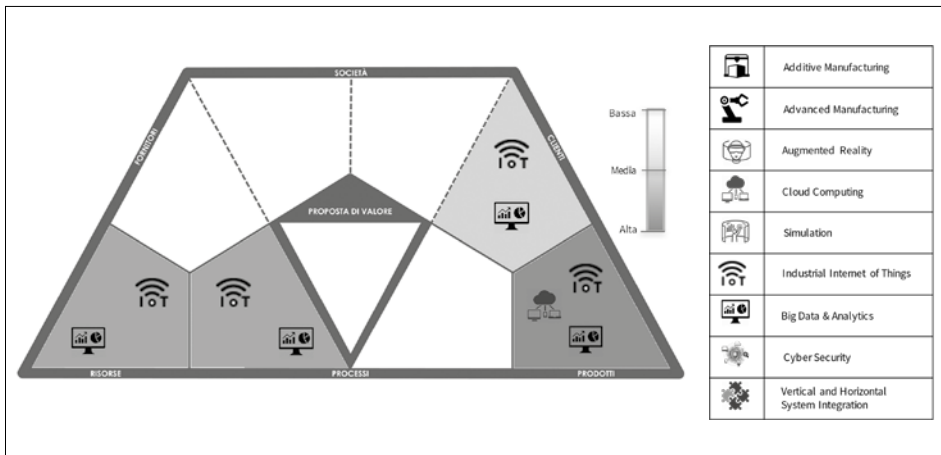 SOCIETÀ
FORNITORI
CLIENTI
IoT
PROPOSTA DI VALORE
IoT
IoT
IoT
RISORSE
PROCESSI
PRODOTTI
Bassa
Media
Alta
Additive Manufacturing
Advanced Manufacturing
Augmented Reality
Cloud Computing
Simulation
IoT
Industrial Internet of Things
Big Data & Analytics
Cyber Security
Vertical and Horizontal
System Integration